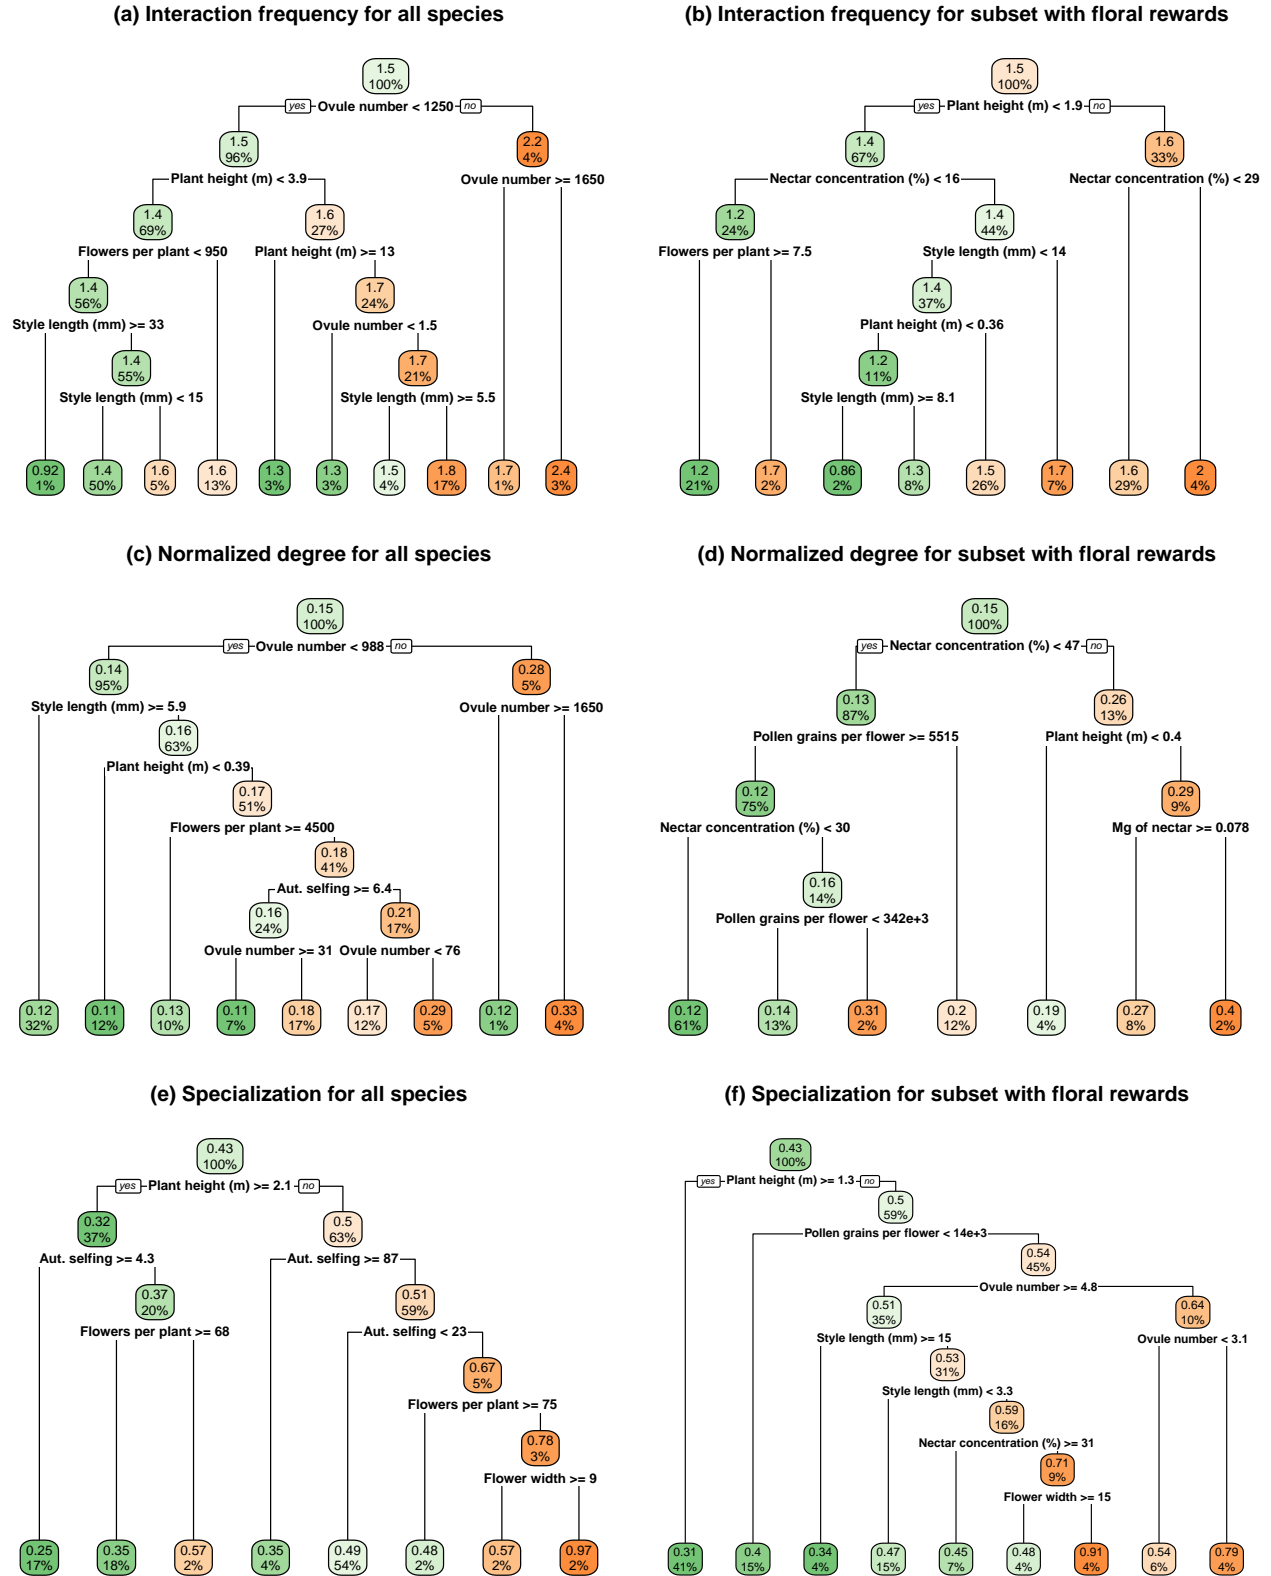 (a) Interaction frequency for all species
1.5
100%
yes Ovule number < 1250 no
1.5
96%
2.2
4%
Plant height (m) < 3.9
Ovule number >= 1650
1.4
69%
1.6
27%
Flowers per plant < 950
Plant height (m) >= 13
1.4
56%
1.7
24%
Style length (mm) >= 33
Ovule number < 1.5
1.4
55%
1.7
21%
Style length (mm) < 15
Style length (mm) >= 5.5
0.92 1.4 1.6 1.6 1.3 1.3 1.5 1.8 1.7 2.4
1% 50% 5% 13% 3% 3% 4% 17% 1% 3%
(b) Interaction frequency for subset with floral rewards
1.5
100%
yes Plant height (m) < 1.9 no
1.4
67%
1.6
33%
Nectar concentration (%) < 16
Nectar concentration (%) < 29
1.2
24%
1.4
44%
Flowers per plant >= 7.5
Style length (mm) < 14
1.4
37%
Plant height (m) < 0.36
1.2
11%
Style length (mm) >= 8.1
1.2 1.7 0.86 1.3 1.5 1.7 1.6 2
21% 2% 2% 8% 26% 7% 29% 4%
(c) Normalized degree for all species
0.15
100%
yes Ovule number < 988 no
0.14
95%
0.28
5%
Style length (mm) >= 5.9
Ovule number >= 1650
0.16
63%
Plant height (m) < 0.39
0.17
51%
Flowers per plant >= 4500
0.18
41%
Aut. selfing >= 6.4
0.16
24%
0.21
17%
Ovule number >= 31
Ovule number < 76
0.12 0.11 0.13 0.11 0.18 0.17 0.29 0.12 0.33
32% 12% 10% 7% 17% 12% 5% 1% 4%
(d) Normalized degree for subset with floral rewards
0.15
100%
yes Nectar concentration (%) < 47 no
0.13
87%
0.26
13%
Pollen grains per flower >= 5515
Plant height (m) < 0.4
0.12
75%
0.29
9%
Nectar concentration (%) < 30
Mg of nectar >= 0.078
0.16
14%
Pollen grains per flower < 342e+3
0.12 0.14 0.31 0.2 0.19 0.27 0.4
61% 13% 2% 12% 4% 8% 2%
(e) Specialization for all species
0.43
100%
yes Plant height (m) >= 2.1 no
0.32
37%
0.5
63%
Aut. selfing >= 4.3
Aut. selfing >= 87
0.37
20%
0.51
59%
Flowers per plant >= 68
Aut. selfing < 23
0.67
5%
Flowers per plant >= 75
0.78
3%
Flower width >= 9
0.25 0.35 0.57 0.35 0.49 0.48 0.57 0.97
17% 18% 2% 4% 54% 2% 2% 2%
(f) Specialization for subset with floral rewards
0.43
100%
yes Plant height (m) >= 1.3 no
0.5
59%
Pollen grains per flower < 14e+3
0.54
45%
Ovule number >= 4.8
0.51
35%
0.64
10%
Style length (mm) >= 15
Ovule number < 3.1
0.53
31%
Style length (mm) < 3.3
0.59
16%
Nectar concentration (%) >= 31
0.71
9%
Flower width >= 15
0.31 0.4 0.34 0.47 0.45 0.48 0.91 0.54 0.79
41% 15% 4% 15% 7% 4% 4% 6% 4%